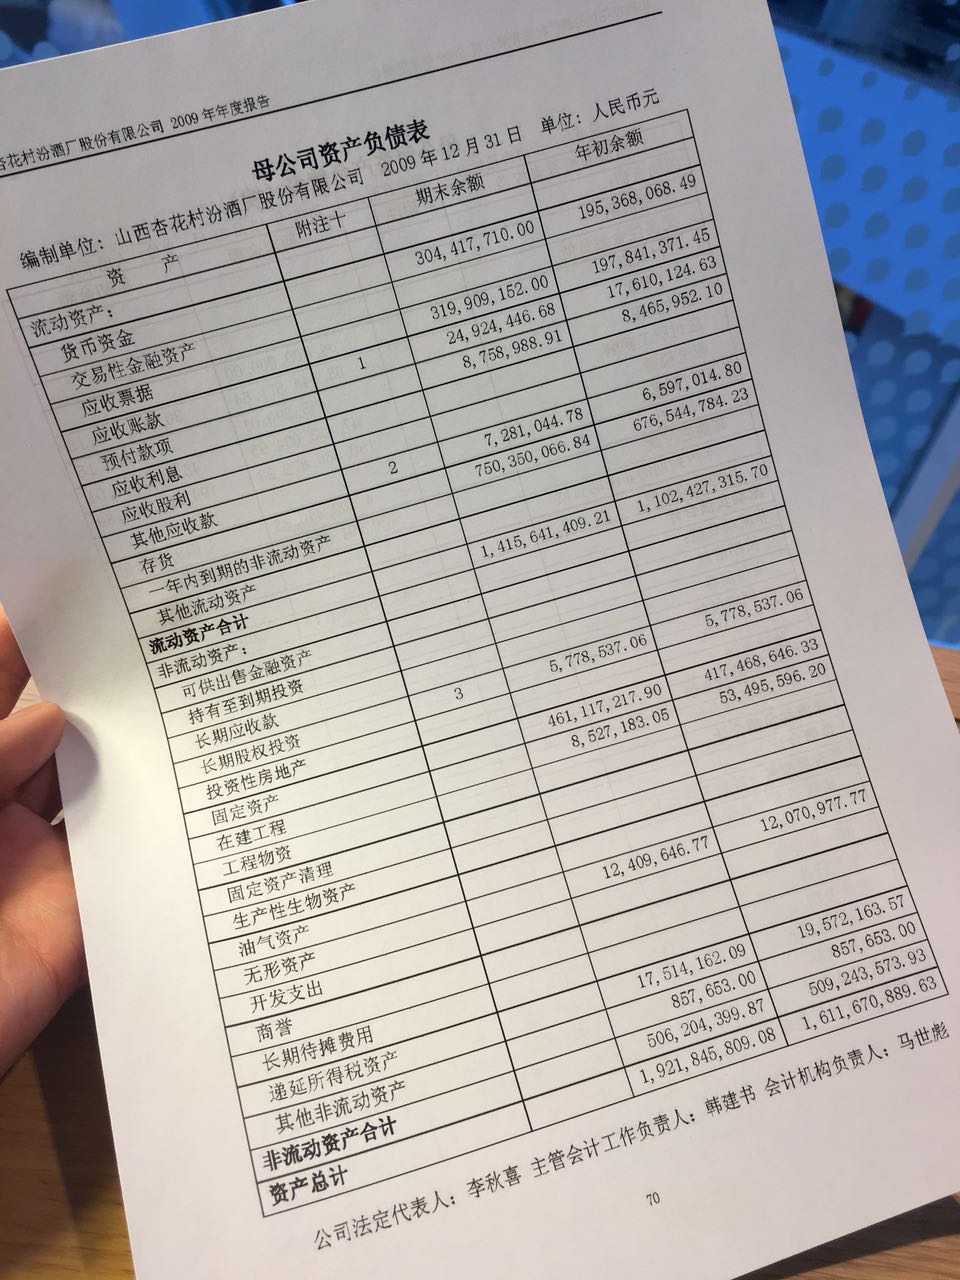 杏花村汾酒厂股份有限公司 2009 年年度报告
母公司资产负债表
编制单位：山西杏花村汾酒厂股份有限公司 2009 年 12 月 31 日 单位：人民币元
资 产 附注十 期末余额 年初余额
流动资产：
货币资金 304,417,710.00 195,368,068.49
交易性金融资产
应收票据 319,909,152.00 197,841,371.45
应收账款 1 24,924,446.68 17,610,124.63
预付款项 8,758,988.91 8,465,952.10
应收利息
应收股利
其他应收款 2 7,281,044.78 6,597,014.80
存货 750,350,066.84 676,544,784.23
一年内到期的非流动资产
其他流动资产
流动资产合计 1,415,641,409.21 1,102,427,315.70
非流动资产：
可供出售金融资产
持有至到期投资
长期应收款
长期股权投资 3 5,778,537.06 5,778,537.06
投资性房地产
固定资产 461,117,217.90 417,468,646.33
在建工程 8,527,183.05 53,495,596.20
工程物资
固定资产清理
生产性生物资产
油气资产
无形资产 12,409,646.77 12,070,977.77
开发支出
商誉
长期待摊费用 17,514,162.09 19,572,163.57
递延所得税资产 857,653.00 857,653.00
其他非流动资产
非流动资产合计 506,204,399.87 509,243,573.93
资产总计 1,921,845,809.08 1,611,670,889.63
公司法定代表人：李秋喜 主管会计工作负责人：韩建书 会计机构负责人：马世彪
70